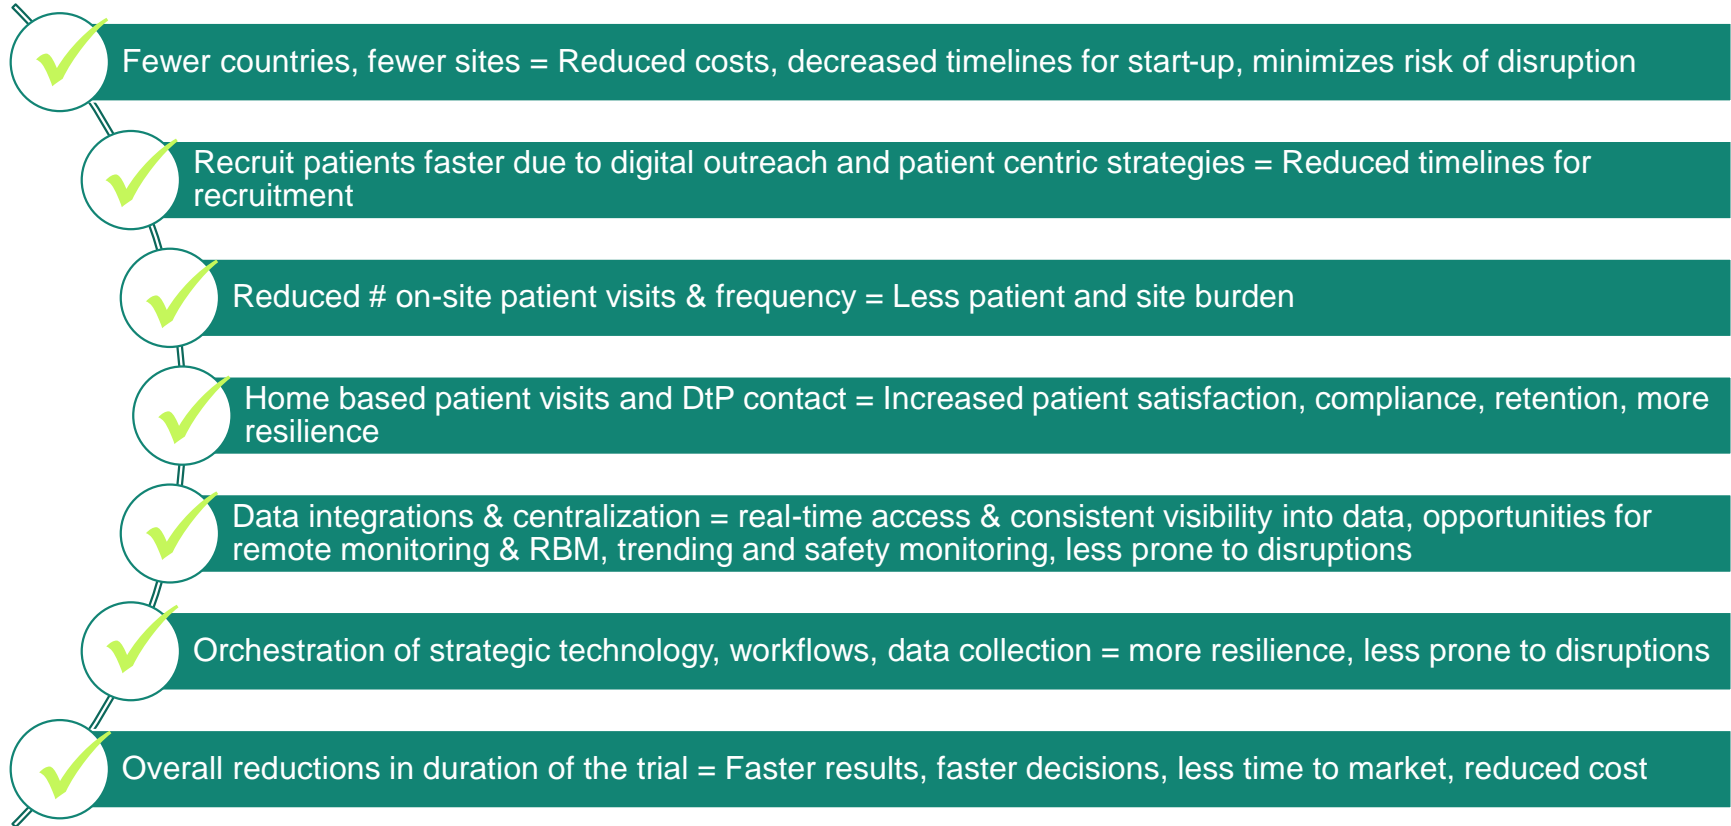 Fewer countries, fewer sites = Reduced costs, decreased timelines for start-up, minimizes risk of disruption
Recruit patients faster due to digital outreach and patient centric strategies = Reduced timelines for
recruitment
Reduced # on-site patient visits & frequency = Less patient and site burden
Home based patient visits and DtP contact = Increased patient satisfaction, compliance, retention, more
resilience
Data integrations & centralization = real-time access & consistent visibility into data, opportunities for
remote monitoring & RBM, trending and safety monitoring, less prone to disruptions
Orchestration of strategic technology, workflows, data collection = more resilience, less prone to disruptions
Overall reductions in duration of the trial = Faster results, faster decisions, less time to market, reduced cost